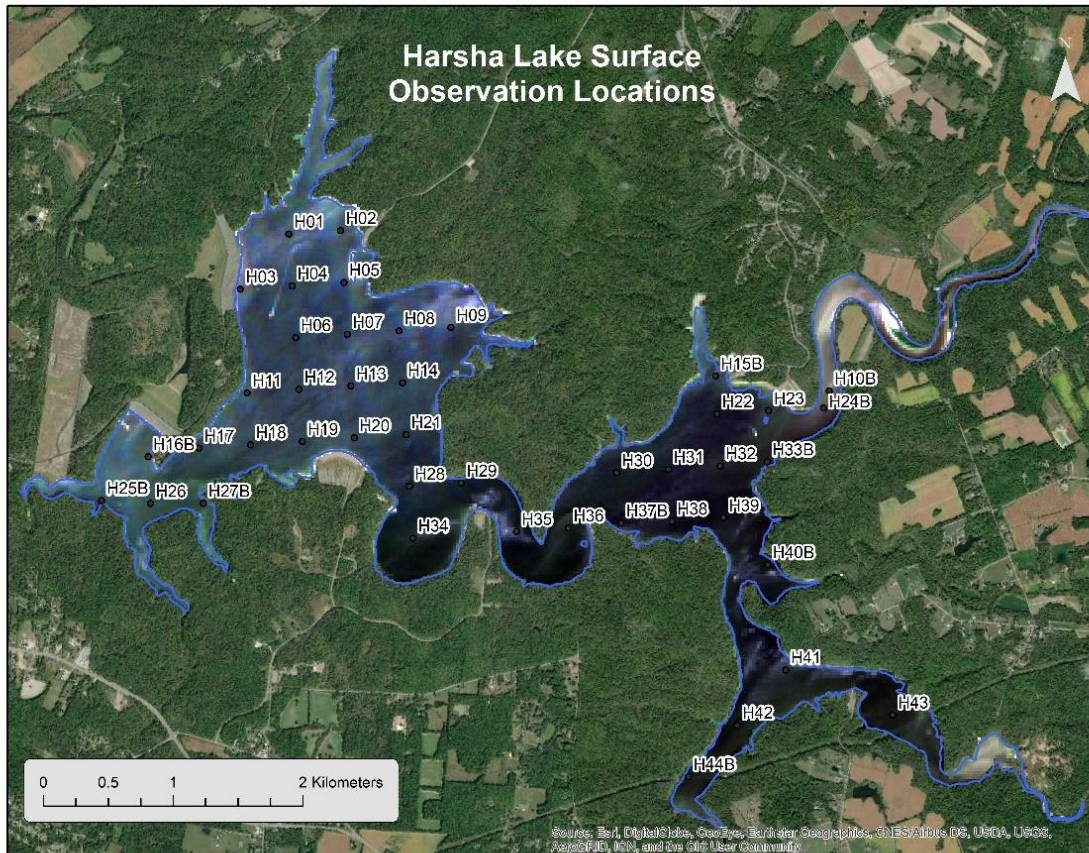 Harsha Lake Surface
Observation Locations
N
H01
H02
H03
H04
H05
H06
H07
H08
H09
H11
H12
H13
H14
H15B
H10B
H22
H23
H24B
H16B
H17
H18
H19
H20
H21
H25B
H26
H27B
H28
H29
H30
H31
H32
H33B
H34
H35
H36
H37B
H38
H39
H40B
H41
H42
H43
H44B
0 0.5 1 2 Kilometers
Source: Esri, DigitalGlobe, GeoEye, Earthstar Geographics, CNES/Airbus DS, USDA, USGS,
AeroGRID, IGN, and the GIS User Community